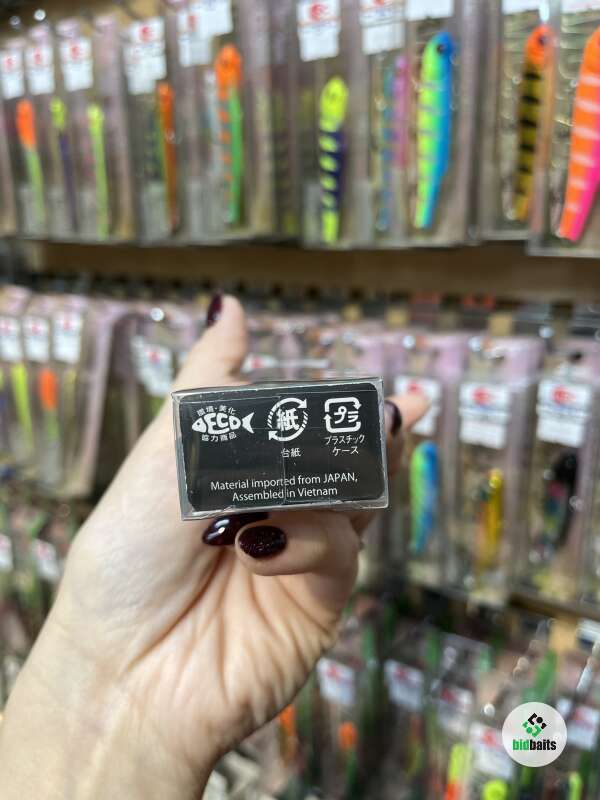 環境・美化
ECO
協力商品
紙
台紙
プラ
プラスチック
ケース
Material imported from JAPAN,
Assembled in Vietnam
bidbaits